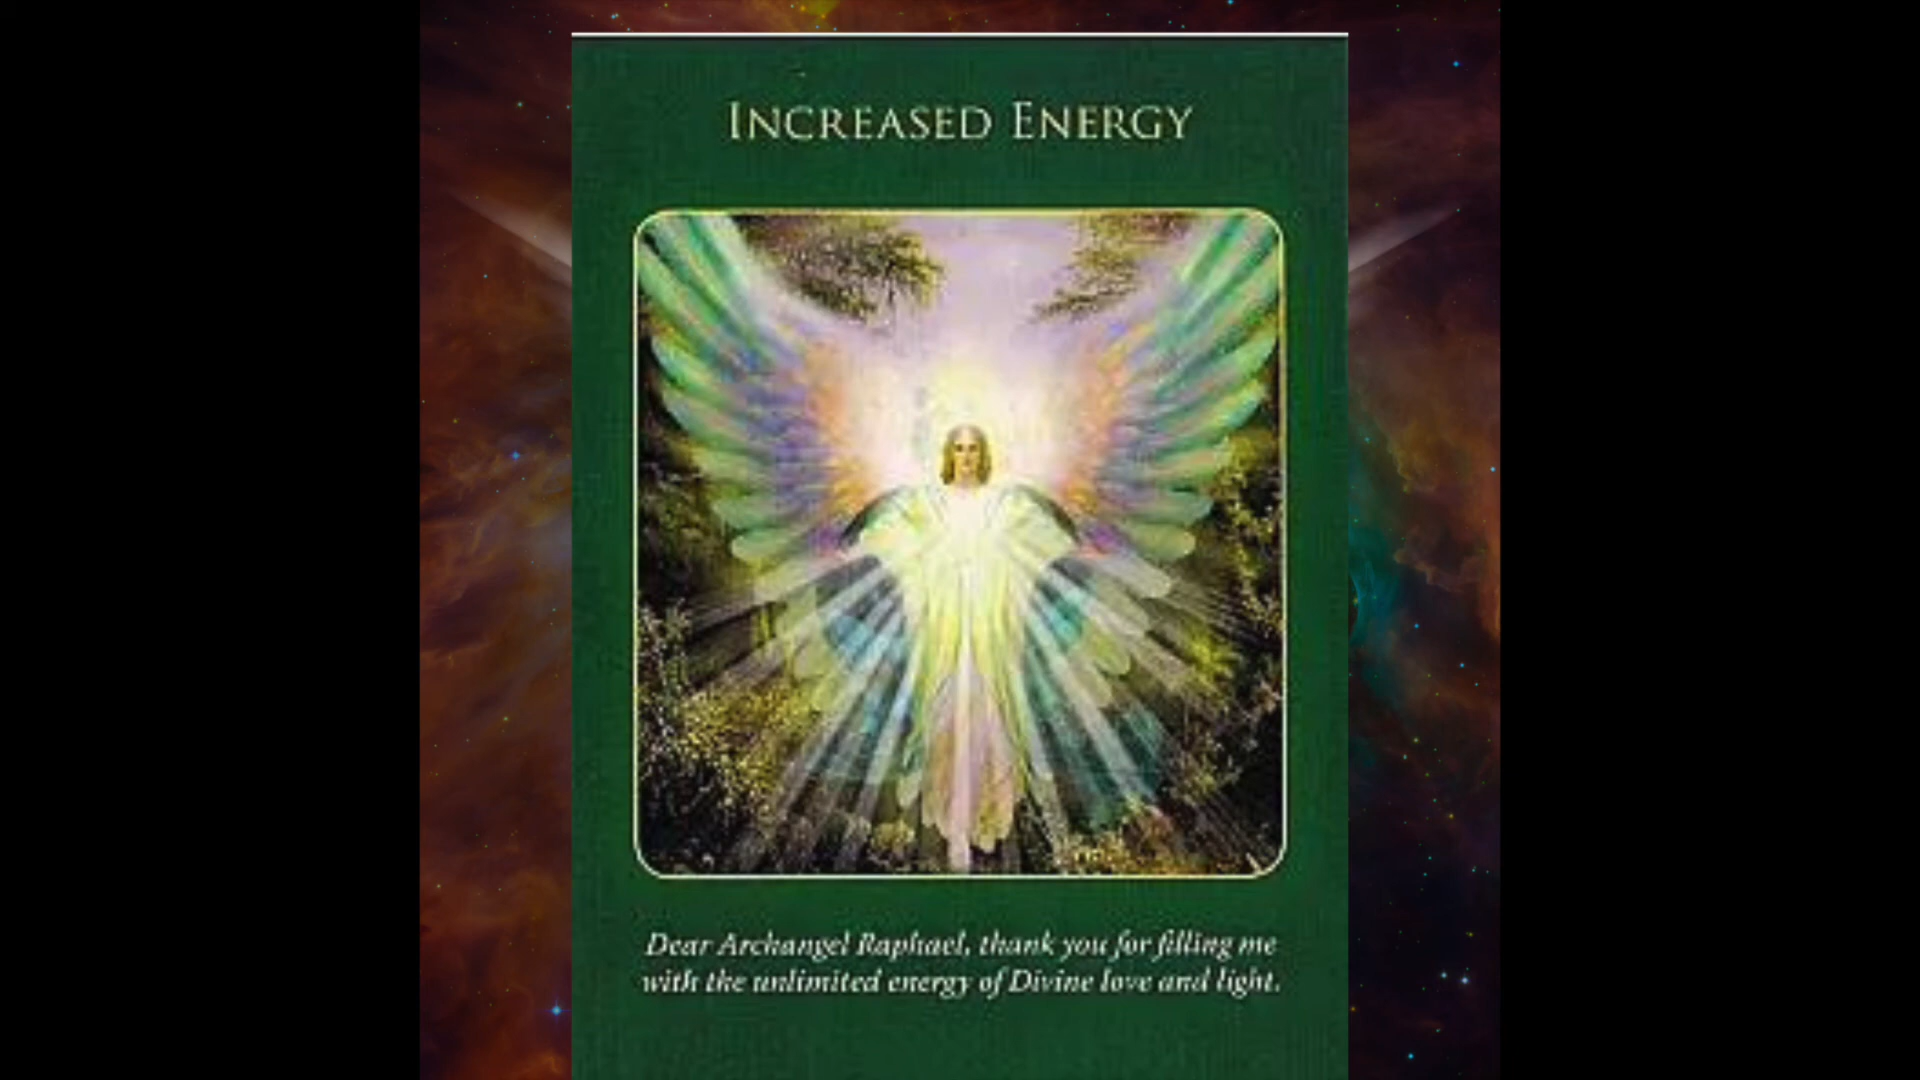 INCREASED ENERGY
Dear Archangel Raphael, thank you for filling me
with the unlimited energy of Divine love and light.